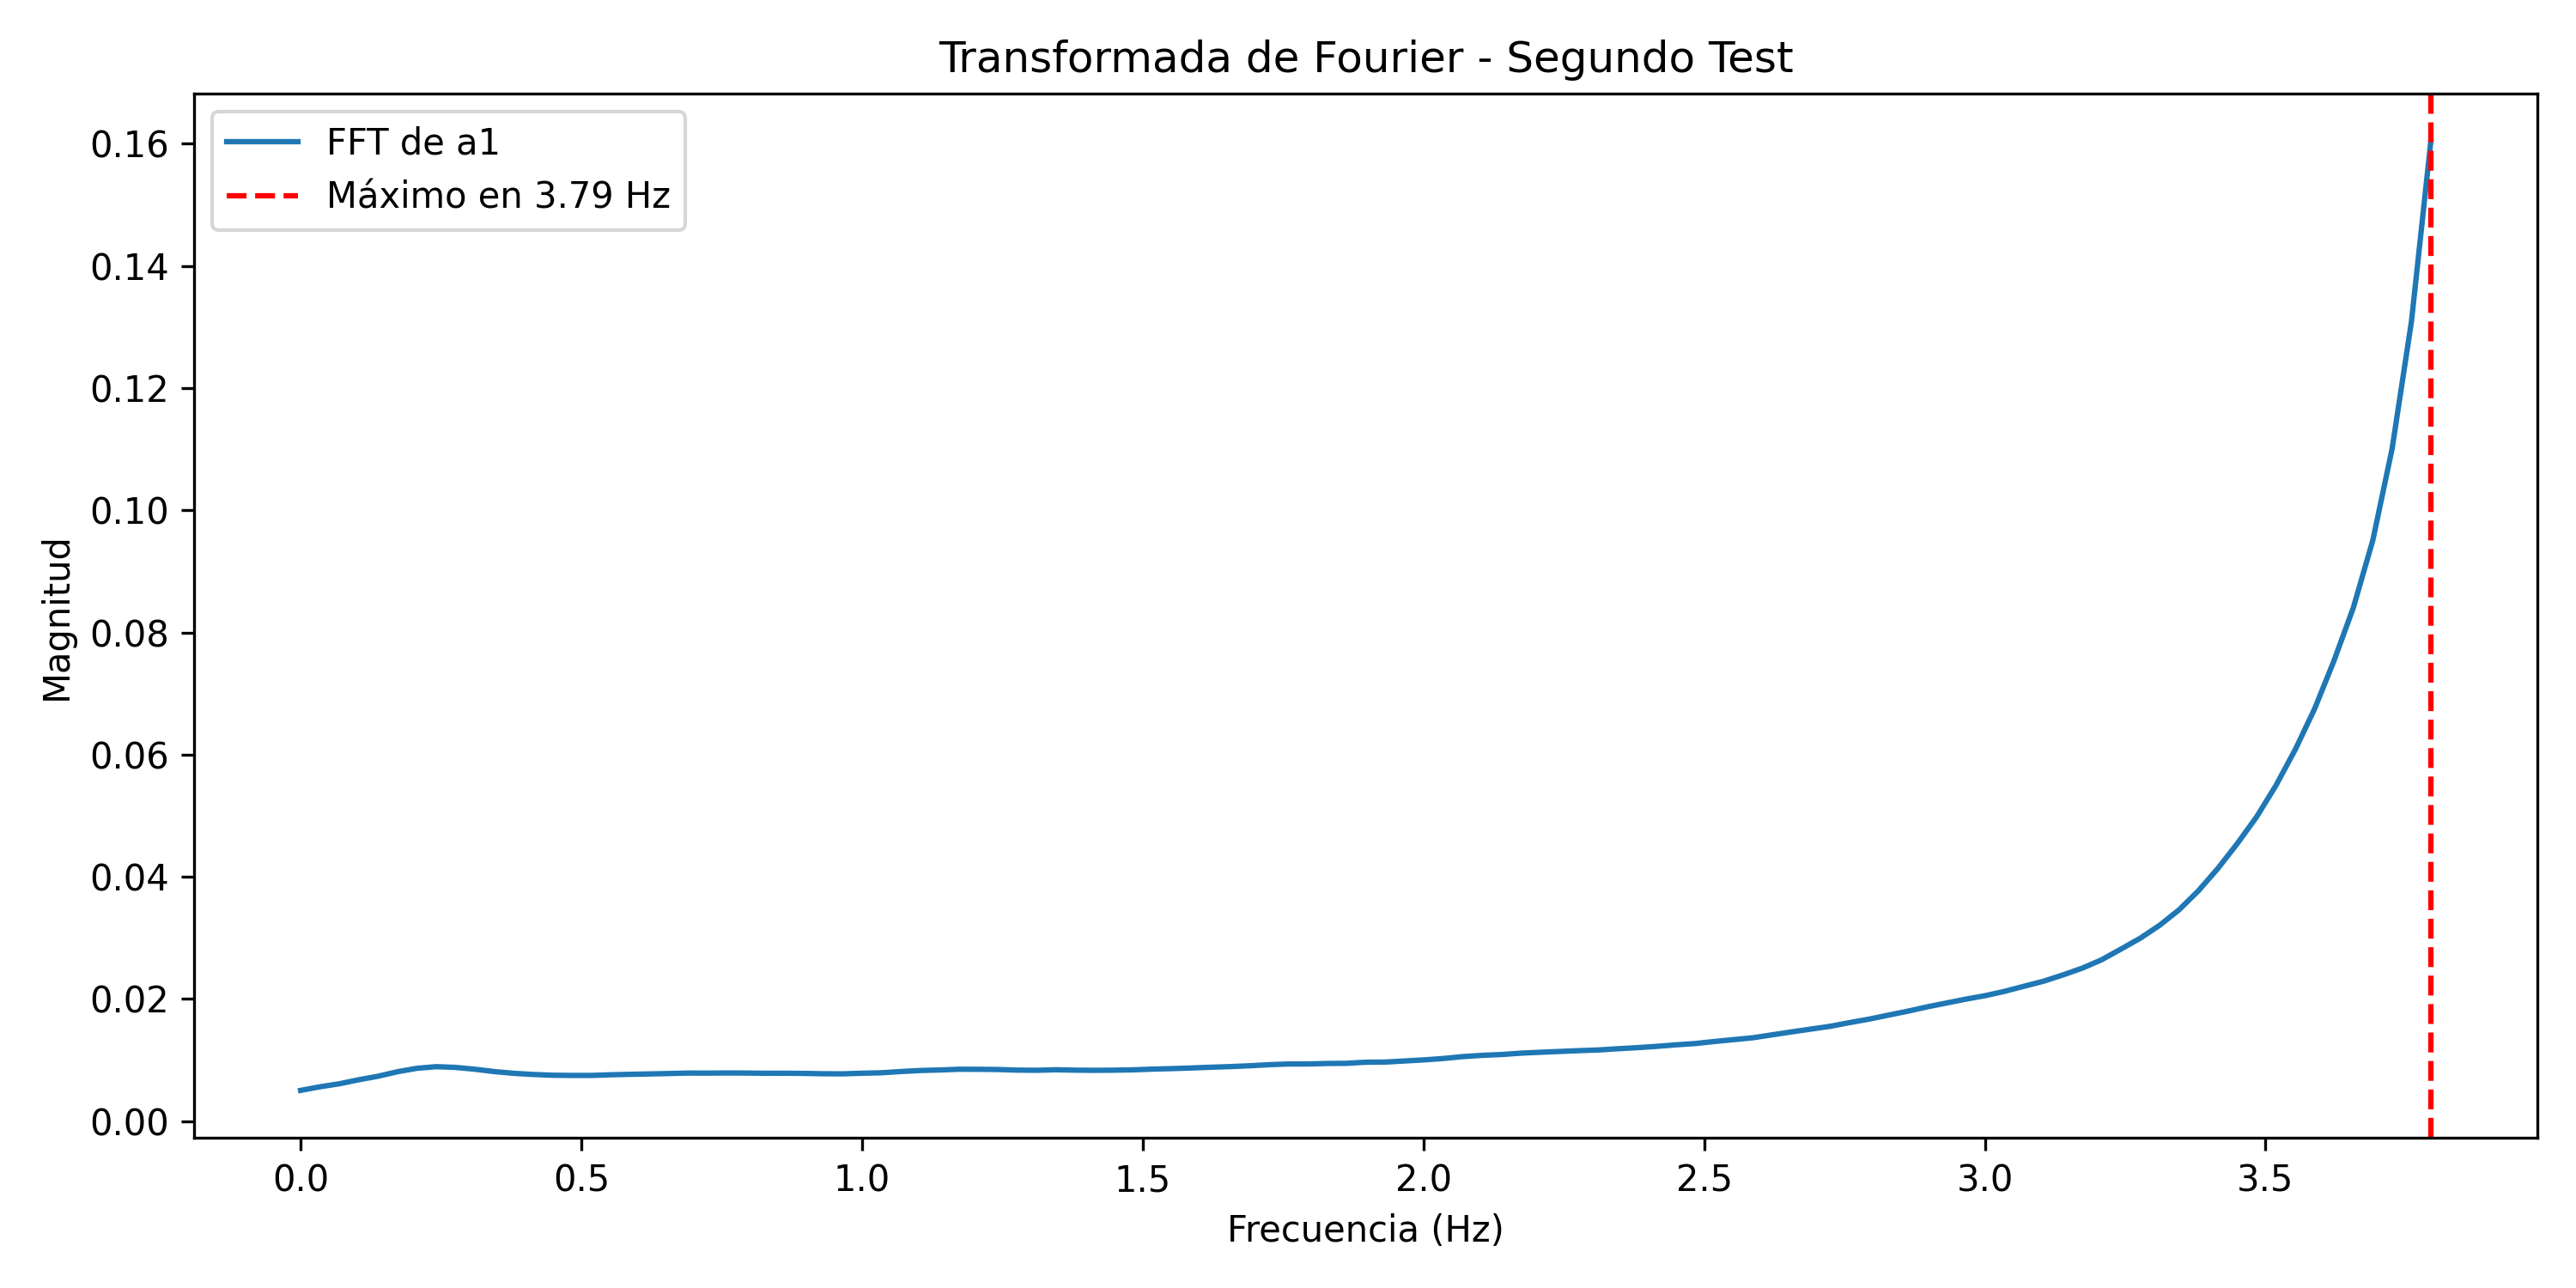 Transformada de Fourier - Segundo Test
FFT de a1
Máximo en 3.79 Hz
0.16
0.14
0.12
0.10
0.08
0.06
0.04
0.02
0.00
Magnitud
0.0 0.5 1.0 1.5 2.0 2.5 3.0 3.5
Frecuencia (Hz)